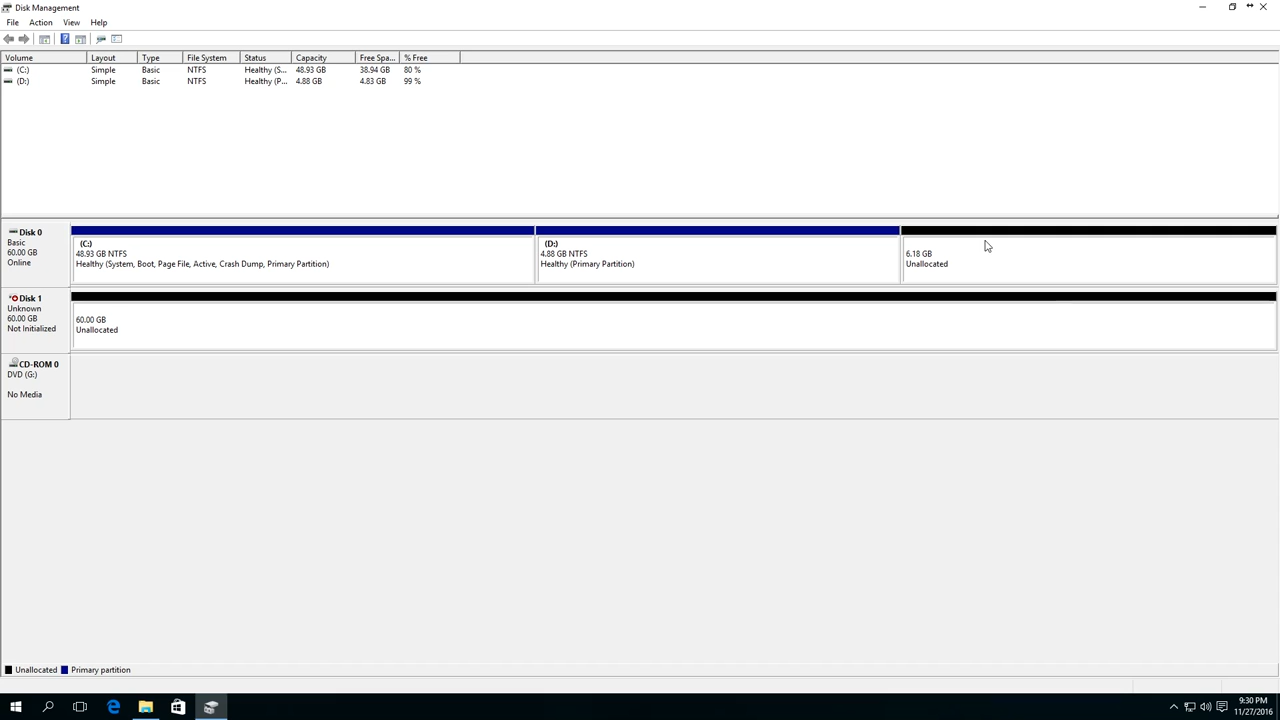 Disk Management
File Action View Help
Volume Layout Type File System Status Capacity Free Spa... % Free
(C:) Simple Basic NTFS Healthy (S... 48.93 GB 38.94 GB 80 %
(D:) Simple Basic NTFS Healthy (P... 4.88 GB 4.83 GB 99 %
Disk 0
Basic
60.00 GB
Online
(C:)
48.93 GB NTFS
Healthy (System, Boot, Page File, Active, Crash Dump, Primary Partition)
(D:)
4.88 GB NTFS
Healthy (Primary Partition)
6.18 GB
Unallocated
Disk 1
Unknown
60.00 GB
Not Initialized
60.00 GB
Unallocated
CD-ROM 0
DVD (G:)
No Media
Unallocated Primary partition
9:30 PM
11/27/2016